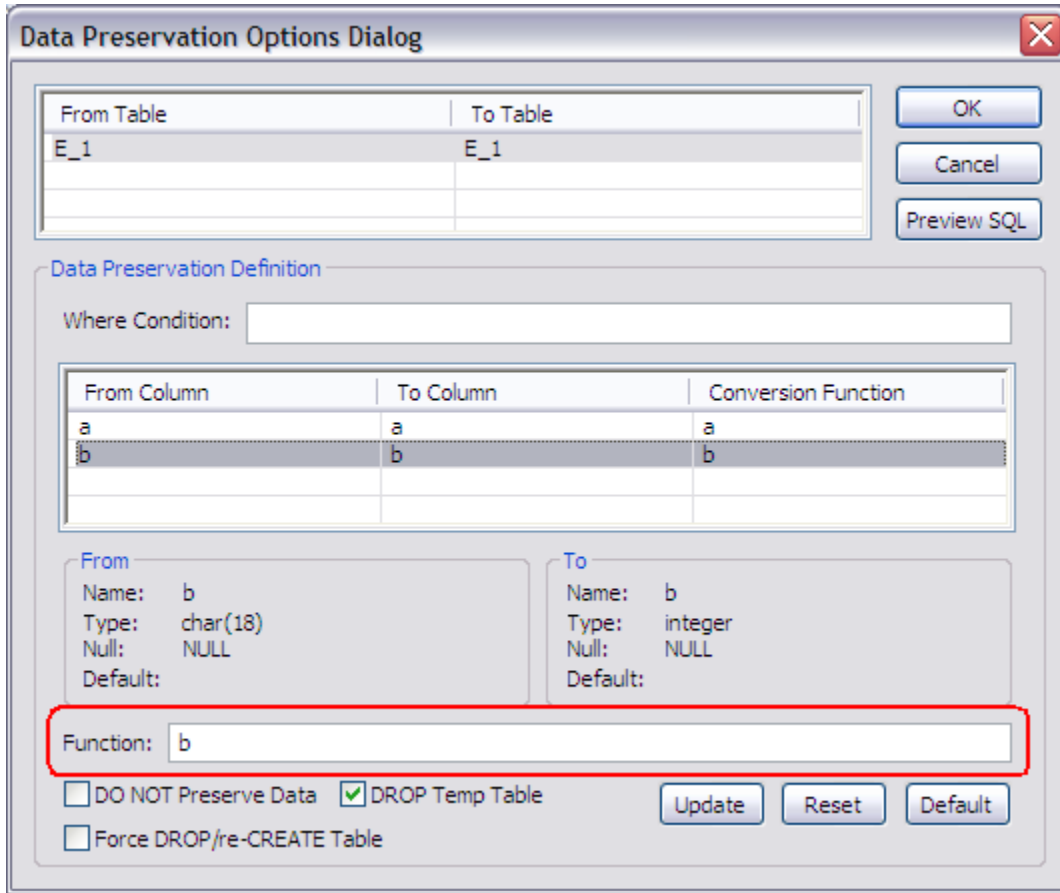 Data Preservation Options Dialog
From Table To Table
E_1 E_1
OK
Cancel
Preview SQL
Data Preservation Definition
Where Condition:
From Column To Column Conversion Function
a a a
b b b
From
Name: b
Type: char(18)
Null: NULL
Default:
To
Name: b
Type: integer
Null: NULL
Default:
Function: b
DO NOT Preserve Data DROP Temp Table
Update Reset Default
Force DROP/re-CREATE Table